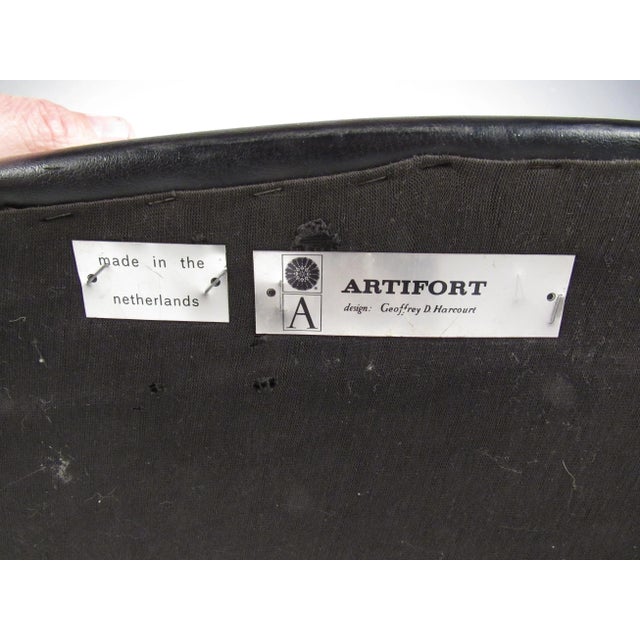 made in the
netherlands
A
ARTIFORT
design: Geoffrey D. Harcourt